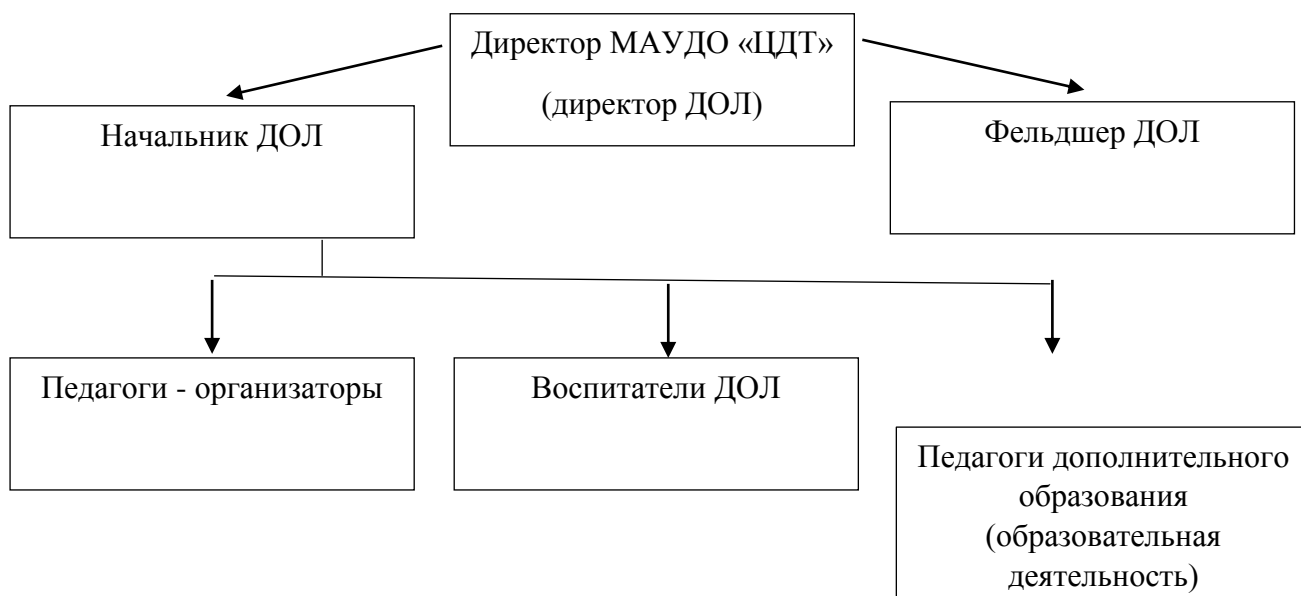 Директор МАУДО «ЦДТ»
(директор ДОЛ)
Начальник ДОЛ
Фельдшер ДОЛ
Педагоги - организаторы
Воспитатели ДОЛ
Педагоги дополнительного
образования
(образовательная
деятельность)